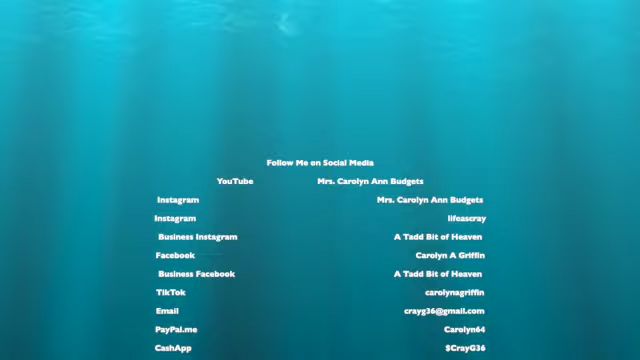 Follow Me on Social Media
YouTube Mrs. Carolyn Ann Budgets
Instagram Mrs. Carolyn Ann Budgets
Instagram lifeascray
Business Instagram A Tadd Bit of Heaven
Facebook Carolyn A Griffin
Business Facebook A Tadd Bit of Heaven
TikTok carolynagriffin
Email crayg36@gmail.com
PayPal.me Carolyn64
CashApp $CrayG36